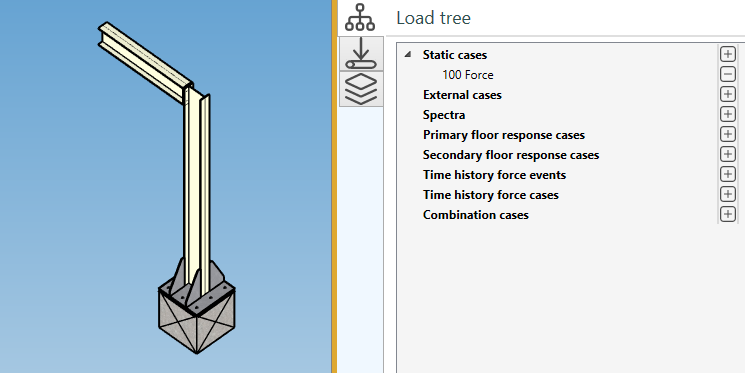 Load tree
Static cases
100 Force
External cases
Spectra
Primary floor response cases
Secondary floor response cases
Time history force events
Time history force cases
Combination cases